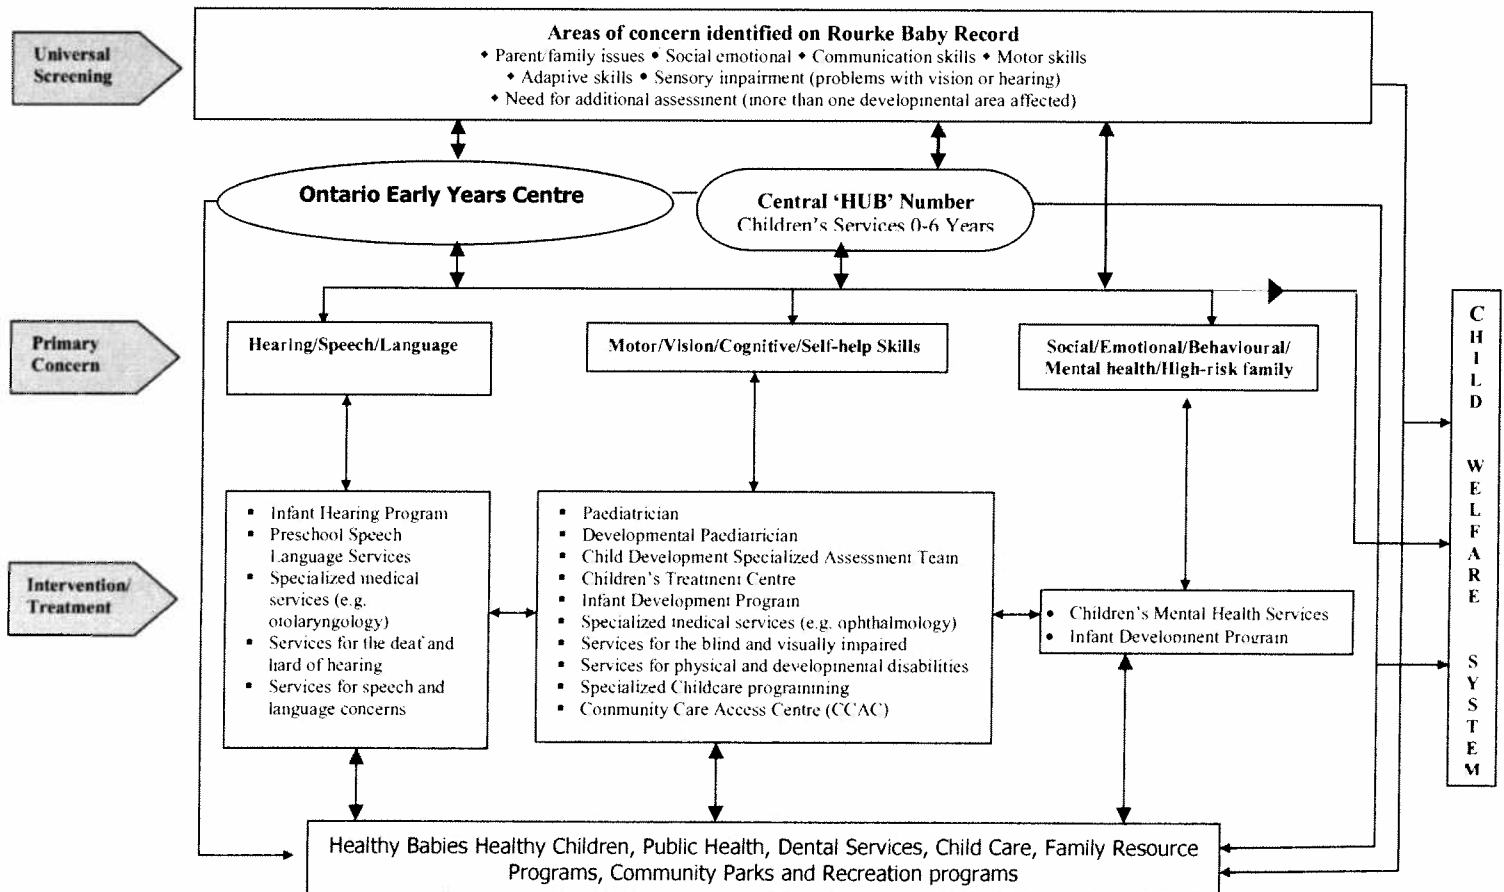 Universal
Screening
Areas of concern identified on Rourke Baby Record
◆ Parent/family issues ● Social emotional ◆ Communication skills ◆ Motor skills
◆ Adaptive skills ● Sensory impairment (problems with vision or hearing)
◆ Need for additional assessment (more than one developmental area affected)
Ontario Early Years Centre
Central ‘HUB’ Number
Children’s Services 0-6 Years
Primary
Concern
Hearing/Speech/Language
Motor/Vision/Cognitive/Self-help Skills
Social/Emotional/Behavioural/
Mental health/High-risk family
Intervention/
Treatment
▪ Infant Hearing Program
▪ Preschool Speech
Language Services
▪ Specialized medical
services (e.g.
otolaryngology)
▪ Services for the deaf and
hard of hearing
▪ Services for speech and
language concerns
▪ Paediatrician
▪ Developmental Paediatrician
▪ Child Development Specialized Assessment Team
▪ Children’s Treatment Centre
▪ Infant Development Program
▪ Specialized medical services (e.g. ophthalmology)
▪ Services for the blind and visually impaired
▪ Services for physical and developmental disabilities
▪ Specialized Childcare programming
▪ Community Care Access Centre (CCAC)
● Children’s Mental Health Services
● Infant Development Program
CHILD WELFARE SYSTEM
Healthy Babies Healthy Children, Public Health, Dental Services, Child Care, Family Resource
Programs, Community Parks and Recreation programs